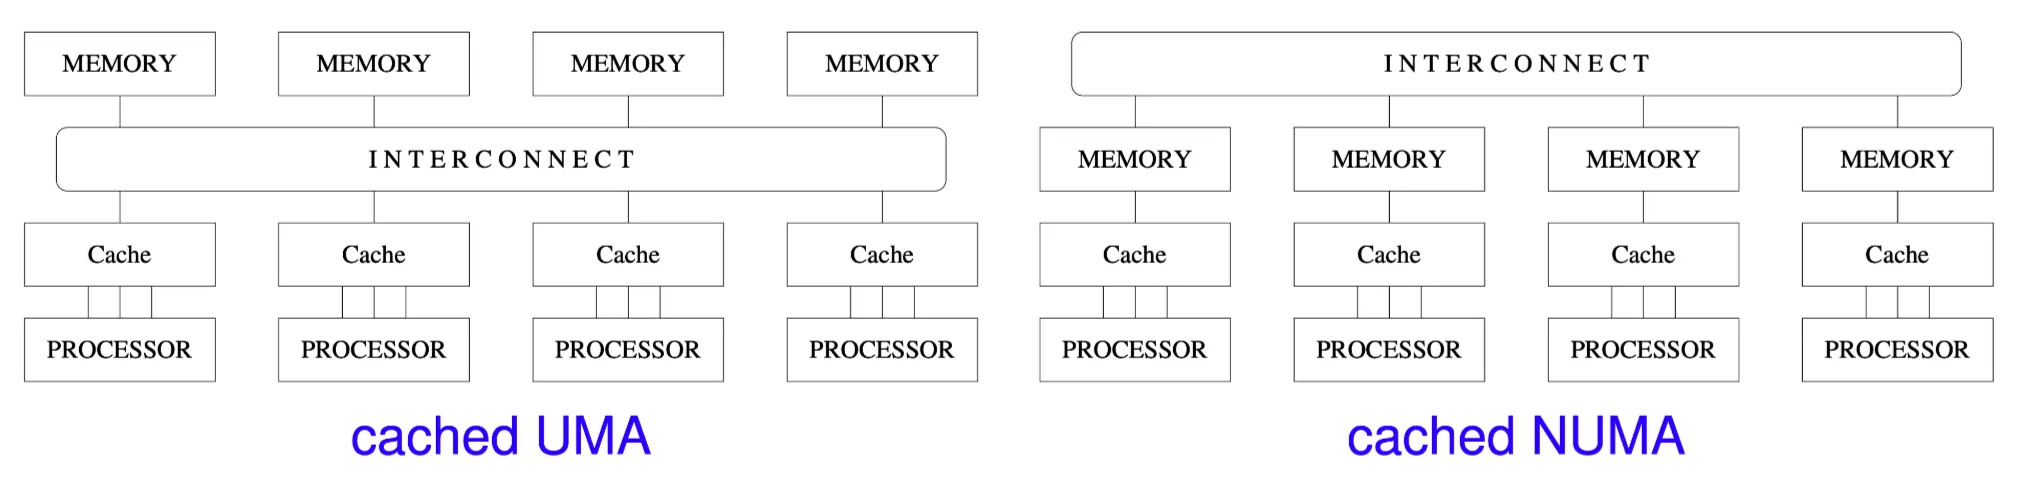 MEMORY MEMORY MEMORY MEMORY
INTERCONNECT
Cache Cache Cache Cache
PROCESSOR PROCESSOR PROCESSOR PROCESSOR
cached UMA
INTERCONNECT
MEMORY MEMORY MEMORY MEMORY
Cache Cache Cache Cache
PROCESSOR PROCESSOR PROCESSOR PROCESSOR
cached NUMA